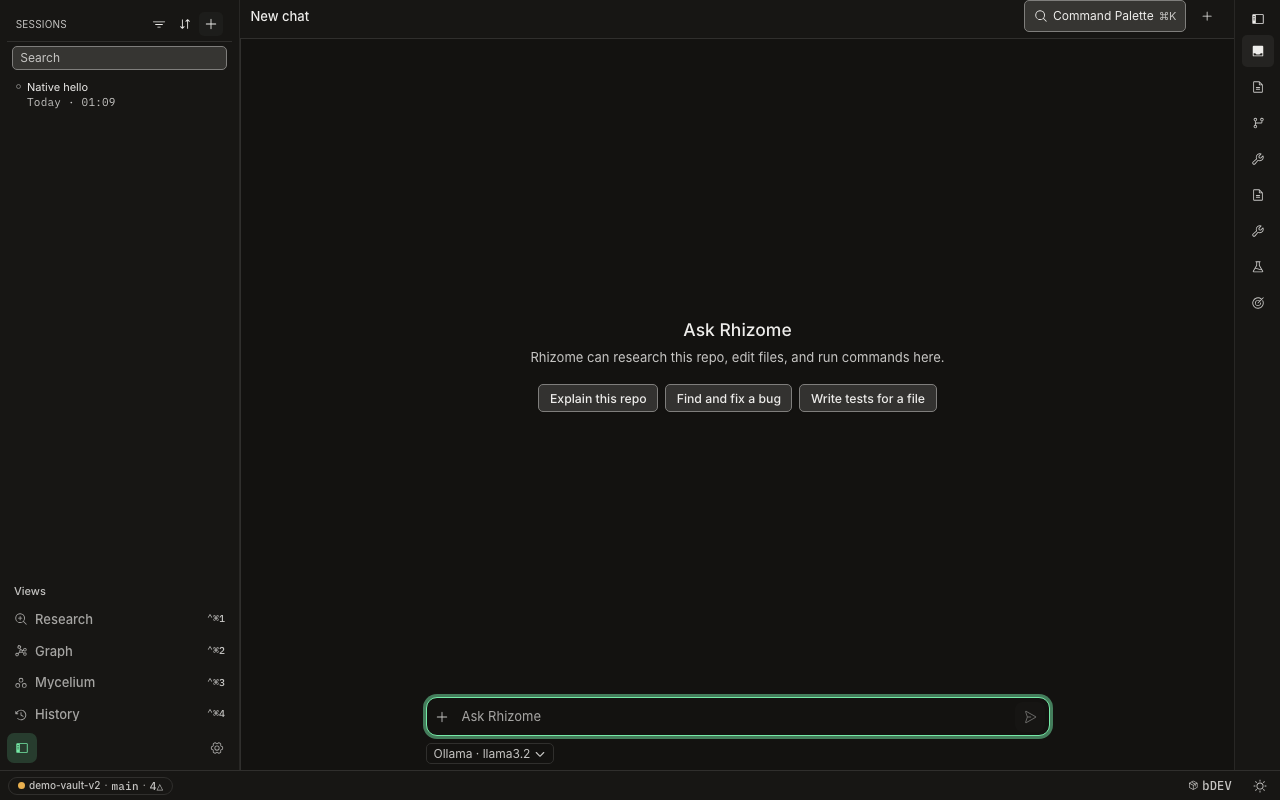 SESSIONS
Search
Native hello
Today · 01:09
New chat
Command Palette ⌘K
Ask Rhizome
Rhizome can research this repo, edit files, and run commands here.
Explain this repo
Find and fix a bug
Write tests for a file
Views
Research ⌃⌘1
Graph ⌃⌘2
Mycelium ⌃⌘3
History ⌃⌘4
Ask Rhizome
Ollama · llama3.2
demo-vault-v2 · main · 4△
bDEV